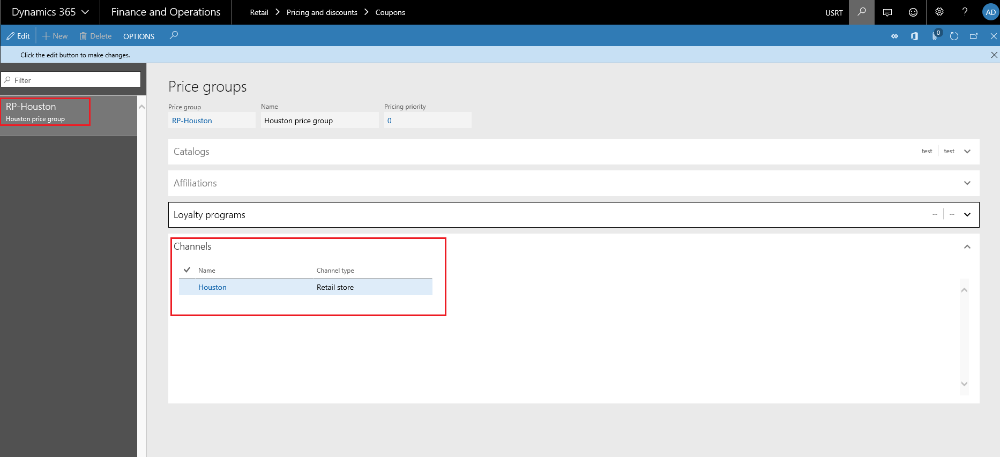 Dynamics 365 Finance and Operations Retail Pricing and discounts Coupons USRT AD
Edit New Delete OPTIONS 0
Click the edit button to make changes.
Filter
RP-Houston
Houston price group
Price groups
Price group Name Pricing priority
RP-Houston Houston price group 0
Catalogs test test
Affiliations
Loyalty programs -- --
Channels
Name Channel type
Houston Retail store